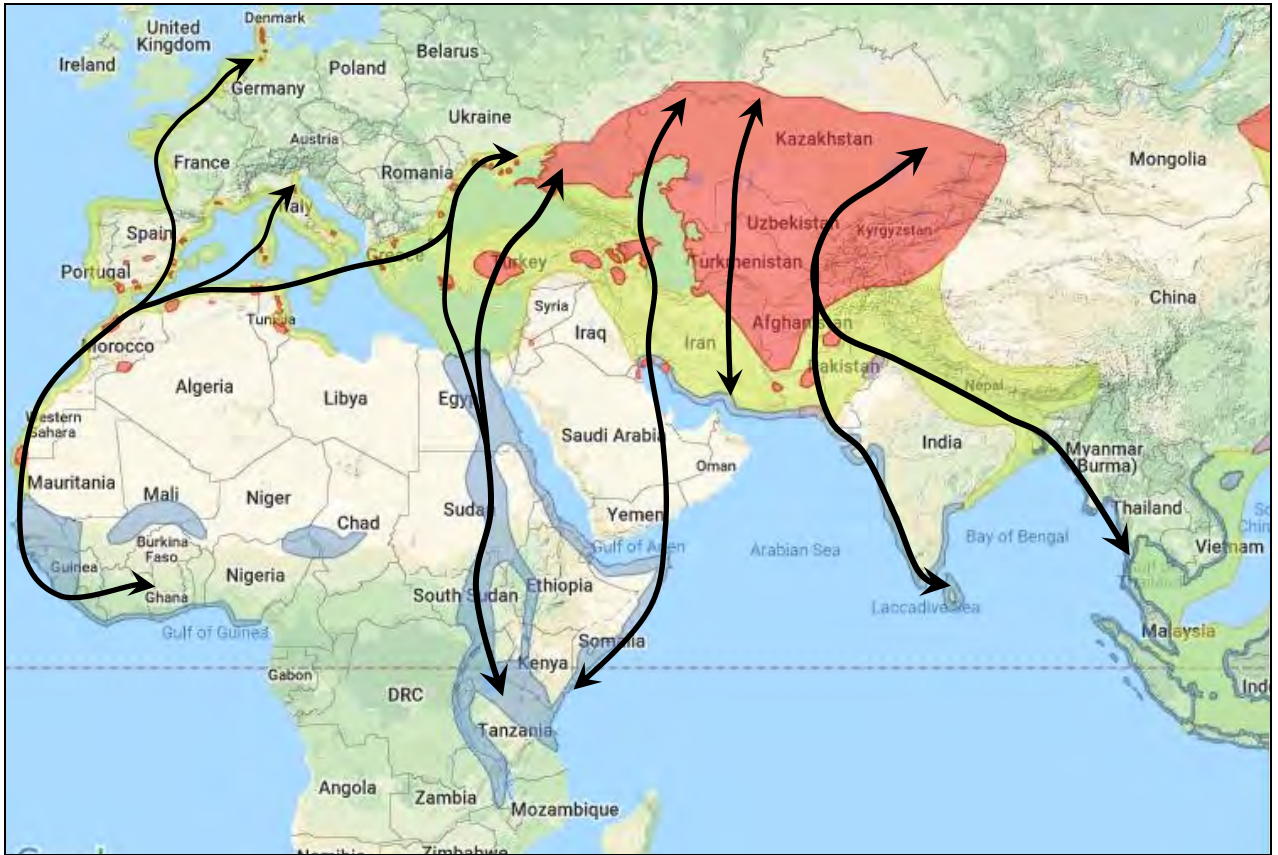 Denmark
United
Kingdom
Ireland
Belarus
Poland
Germany
Ukraine
Austria
Kazakhstan
France
Romania
Mongolia
Italy
Spain
Uzbekistan
Kyrgyzstan
Greece
Turkey
Turkmenistan
Portugal
China
Syria
Tunisia
Afghanistan
Iraq
Iran
Morocco
Pakistan
Algeria
Libya
Egypt
Nepal
Western
Sahara
Saudi Arabia
India
Myanmar
(Burma)
Oman
Mauritania
Mali
Niger
Sudan
Yemen
Thailand
Chad
Burkina
Faso
Gulf of Aden
Arabian Sea
Bay of Bengal
Vietnam
Guinea
Nigeria
Ethiopia
South Sudan
Gulf of
Thailand
Ghana
Laccadive Sea
Gulf of Guinea
Somalia
Malaysia
Kenya
Gabon
DRC
Tanzania
Angola
Zambia
Mozambique